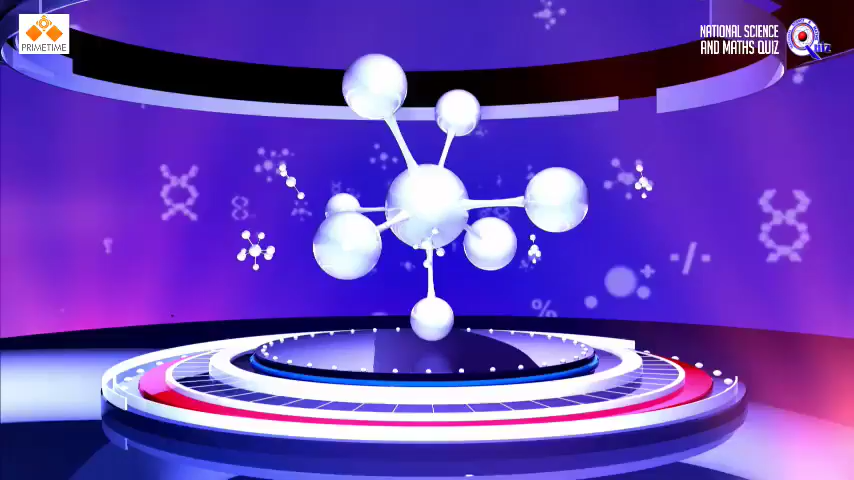 PRIMETIME
NATIONAL SCIENCE
AND MATHS QUIZ
%
-/-